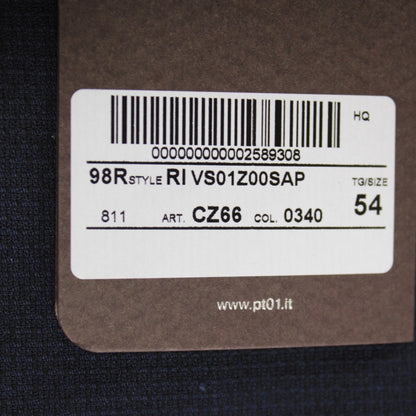 HQ
000000000002589308
98R STYLE RI VS01Z00SAP TG/SIZE
811 ART. CZ66 COL. 0340 54
www.pt01.it